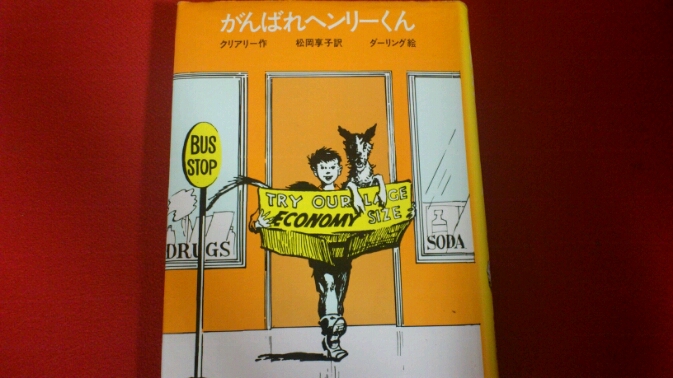 がんばれヘンリーくん
クリアリー作 松岡享子訳 ダーリング絵
BUS
STOP
TRY OUR LAGE
ECONOMY SIZE
DRUGS
SODA